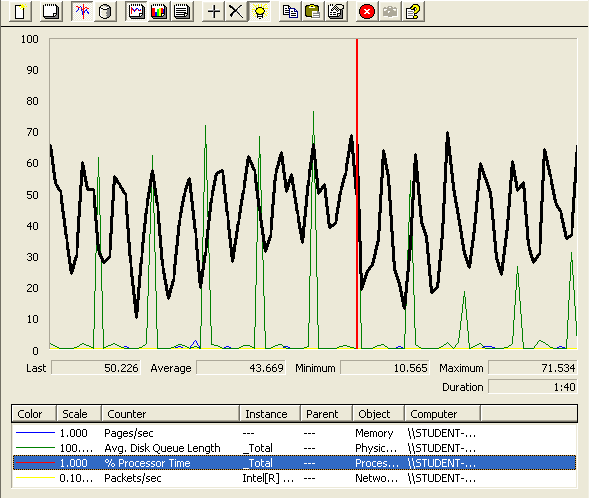 100
90
80
70
60
50
40
30
20
10
0
Last 50.226 Average 43.669 Minimum 10.565 Maximum 71.534
Duration 1:40
Color Scale Counter Instance Parent Object Computer
1.000 Pages/sec --- --- Memory \\STUDENT-...
100.... Avg. Disk Queue Length _Total --- Physic... \\STUDENT-...
1.000 % Processor Time _Total --- Proces... \\STUDENT-...
0.10... Packets/sec Intel[R] ... --- Netwo... \\STUDENT-...